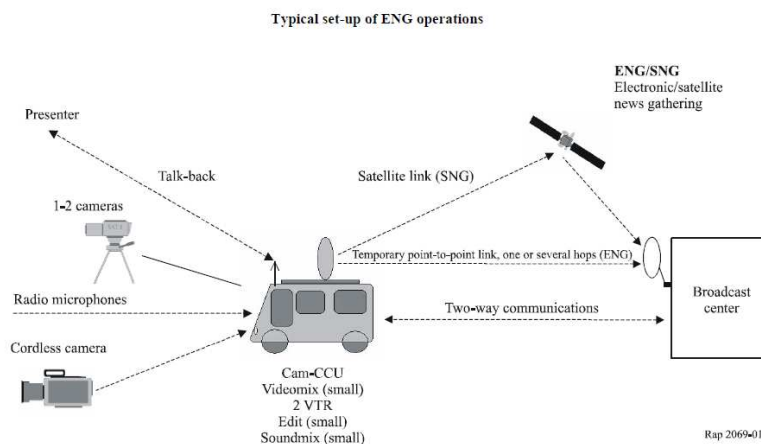 Typical set-up of ENG operations
ENG/SNG
Electronic/satellite
news gathering
Presenter
Talk-back
Satellite link (SNG)
1-2 cameras
Temporary point-to-point link, one or several hops (ENG)
Radio microphones
Two-way communications
Broadcast
center
Cordless camera
Cam-CCU
Videomix (small)
2 VTR
Edit (small)
Soundmix (small)
Rap 2069-01